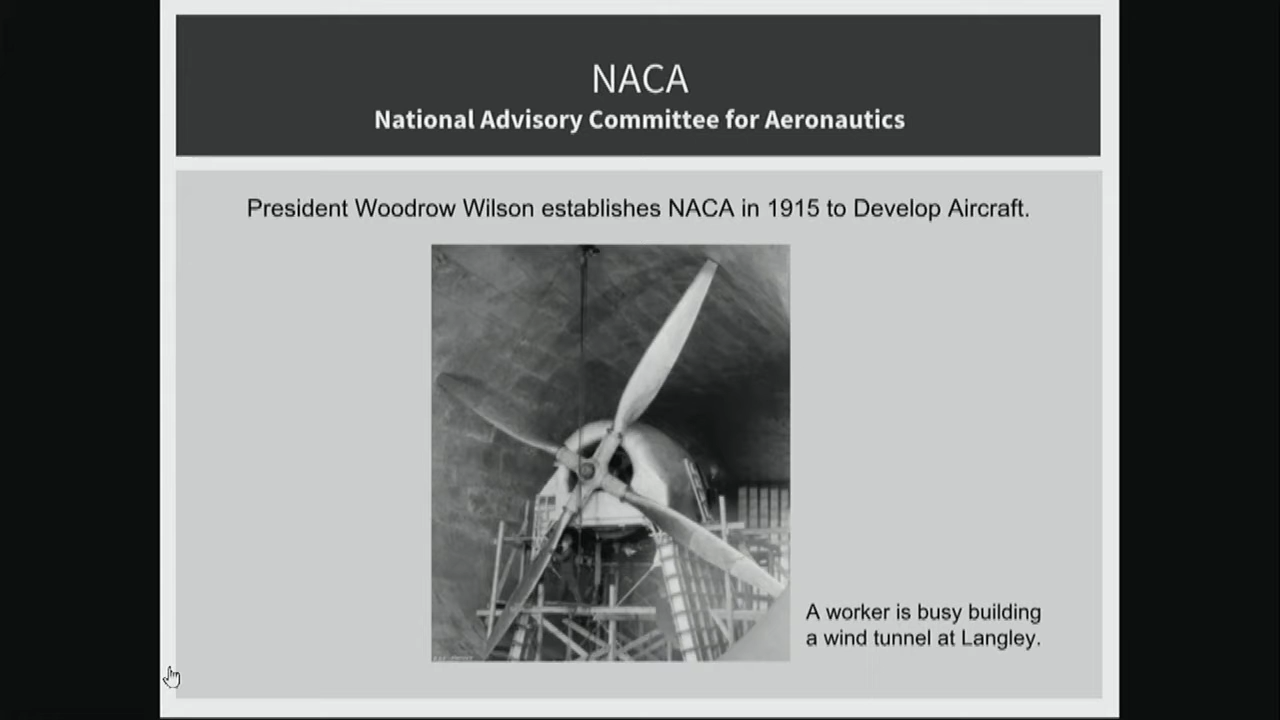 NACA
National Advisory Committee for Aeronautics
President Woodrow Wilson establishes NACA in 1915 to Develop Aircraft.
A worker is busy building
a wind tunnel at Langley.